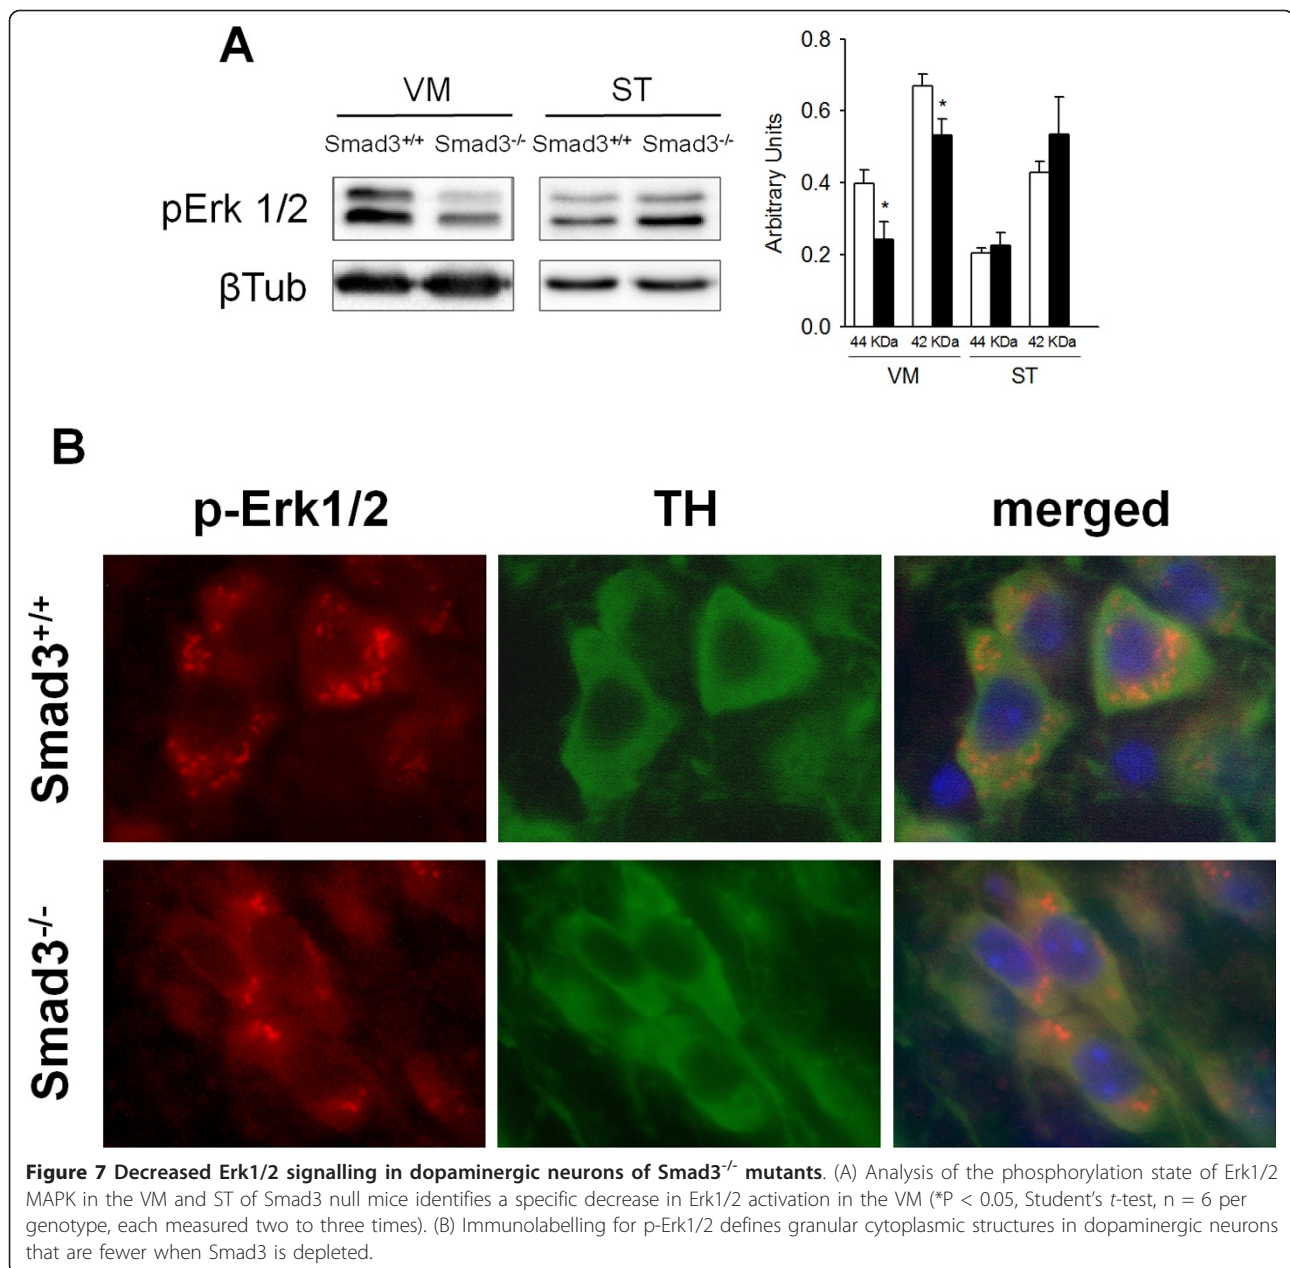 A
VM ST
Smad3+/+ Smad3-/- Smad3+/+ Smad3-/-
pErk 1/2
βTub
Arbitrary Units
0.8
0.6
0.4
0.2
0.0
*
*
44 KDa 42 KDa 44 KDa 42 KDa
VM ST
B
p-Erk1/2 TH merged
Smad3+/+
Smad3-/-
Figure 7 Decreased Erk1/2 signalling in dopaminergic neurons of Smad3-/- mutants. (A) Analysis of the phosphorylation state of Erk1/2
MAPK in the VM and ST of Smad3 null mice identifies a specific decrease in Erk1/2 activation in the VM (*P < 0.05, Student's t-test, n = 6 per
genotype, each measured two to three times). (B) Immunolabelling for p-Erk1/2 defines granular cytoplasmic structures in dopaminergic neurons
that are fewer when Smad3 is depleted.